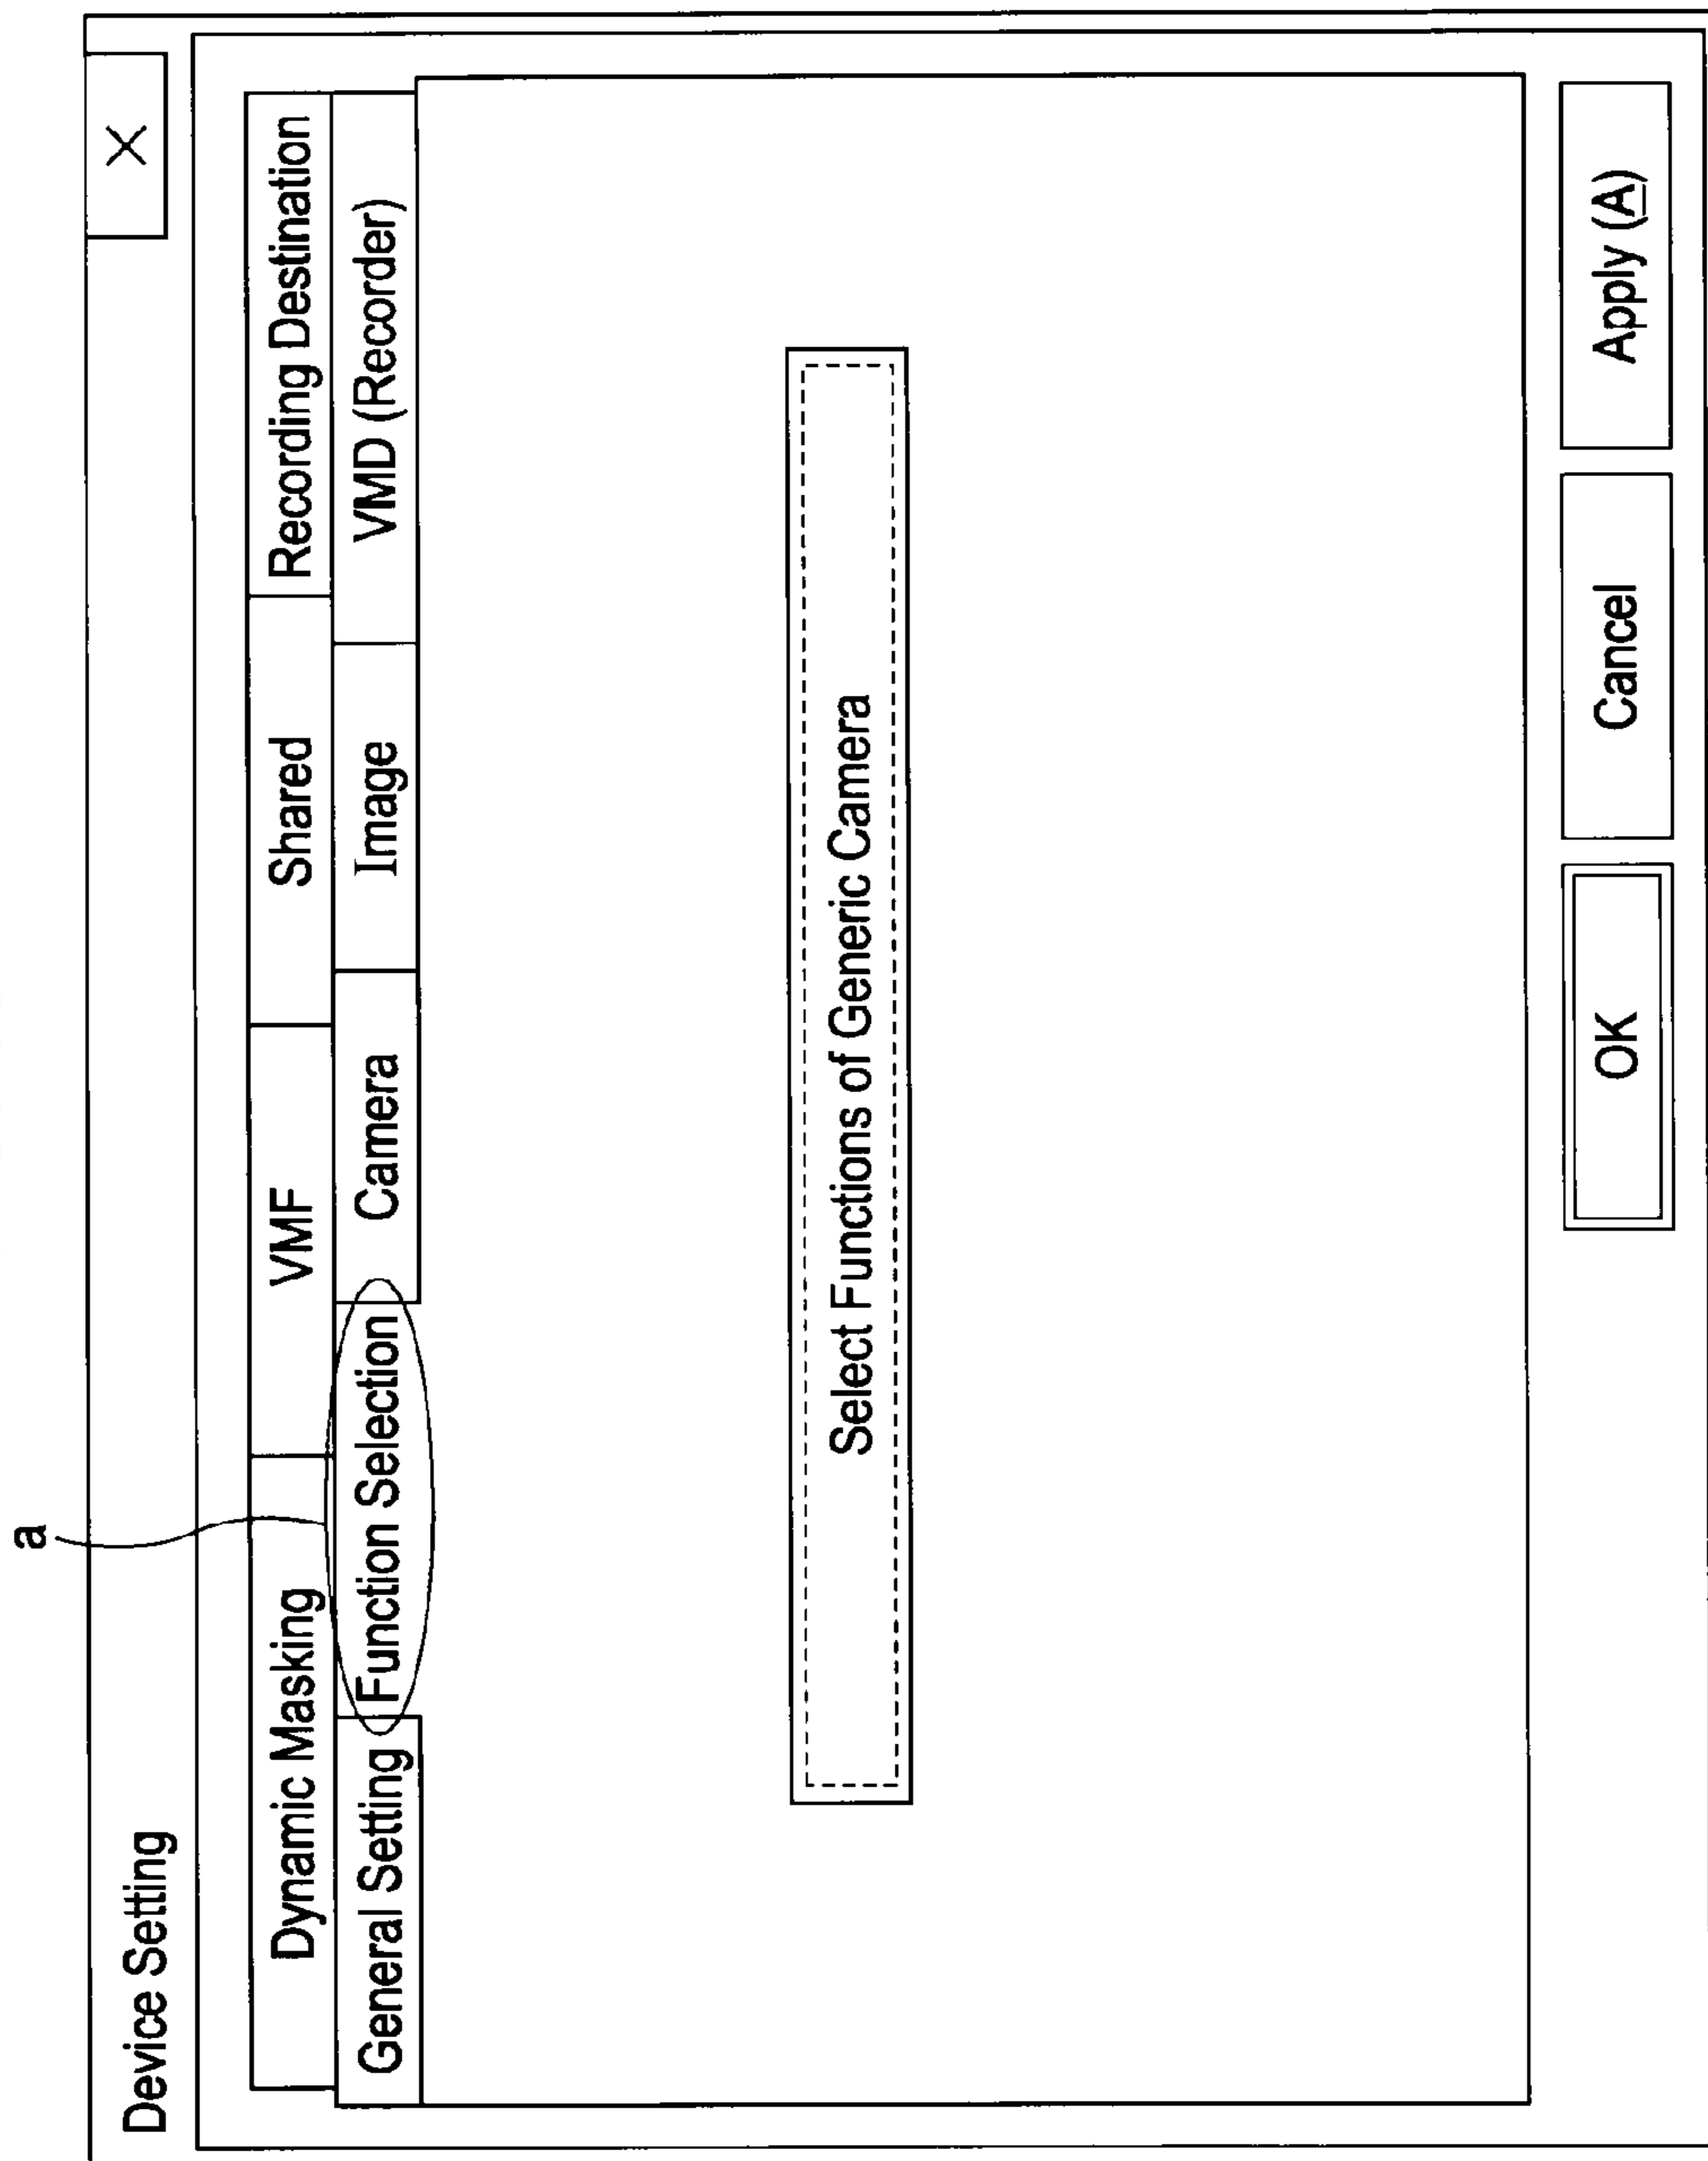 a
Device Setting
X
Dynamic Masking VMF Shared Recording Destination
General Setting Function Selection Camera Image VMD (Recorder)
Select Functions of Generic Camera
OK Cancel Apply (A)